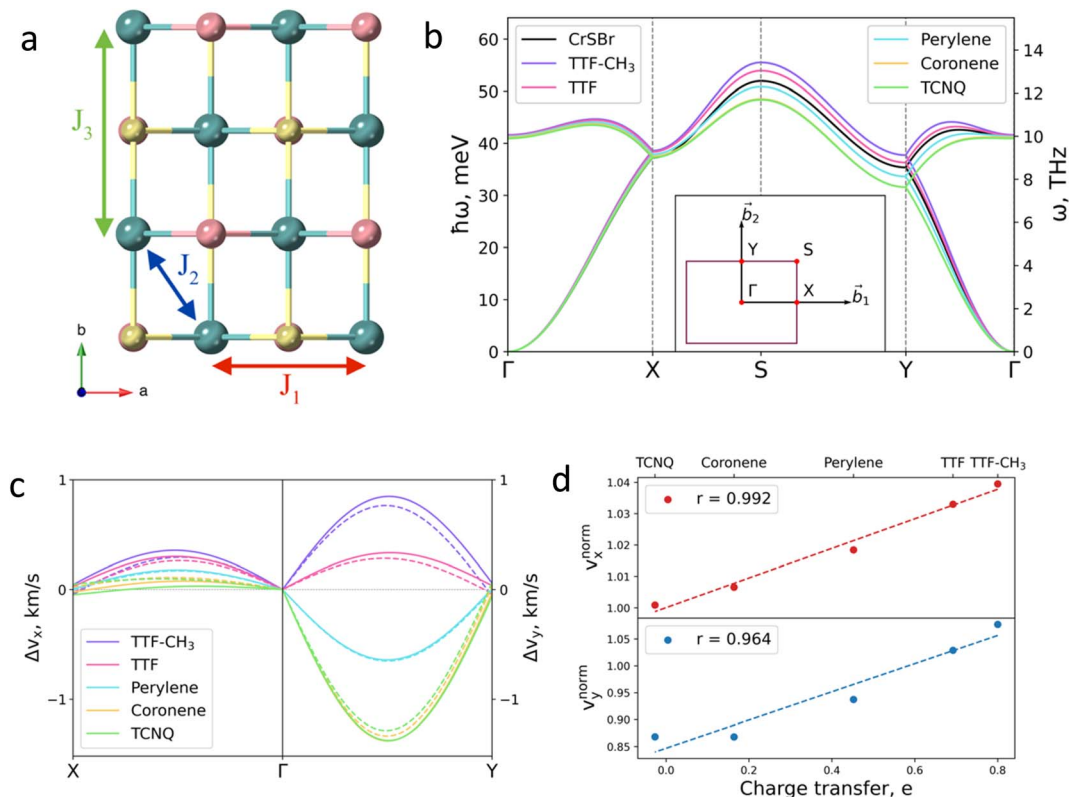 a
J3
J2
J1
b
a
b
ħω, meV
60
50
40
30
20
10
0
CrSBr
TTF-CH3
TTF
Perylene
Coronene
TCNQ
b⃗2
Y
S
Γ
X
b⃗1
14
12
10
8
6
4
2
0
ω, THz
Γ
X
S
Y
Γ
c
Δvx, km/s
1
0
−1
TTF-CH3
TTF
Perylene
Coronene
TCNQ
X
Γ
Y
1
0
−1
Δvy, km/s
d
TCNQ Coronene Perylene TTF TTF-CH3
vxnorm
1.04
1.03
1.02
1.01
1.00
r = 0.992
vynorm
1.05
1.00
0.95
0.90
0.85
r = 0.964
0.0 0.2 0.4 0.6 0.8
Charge transfer, e